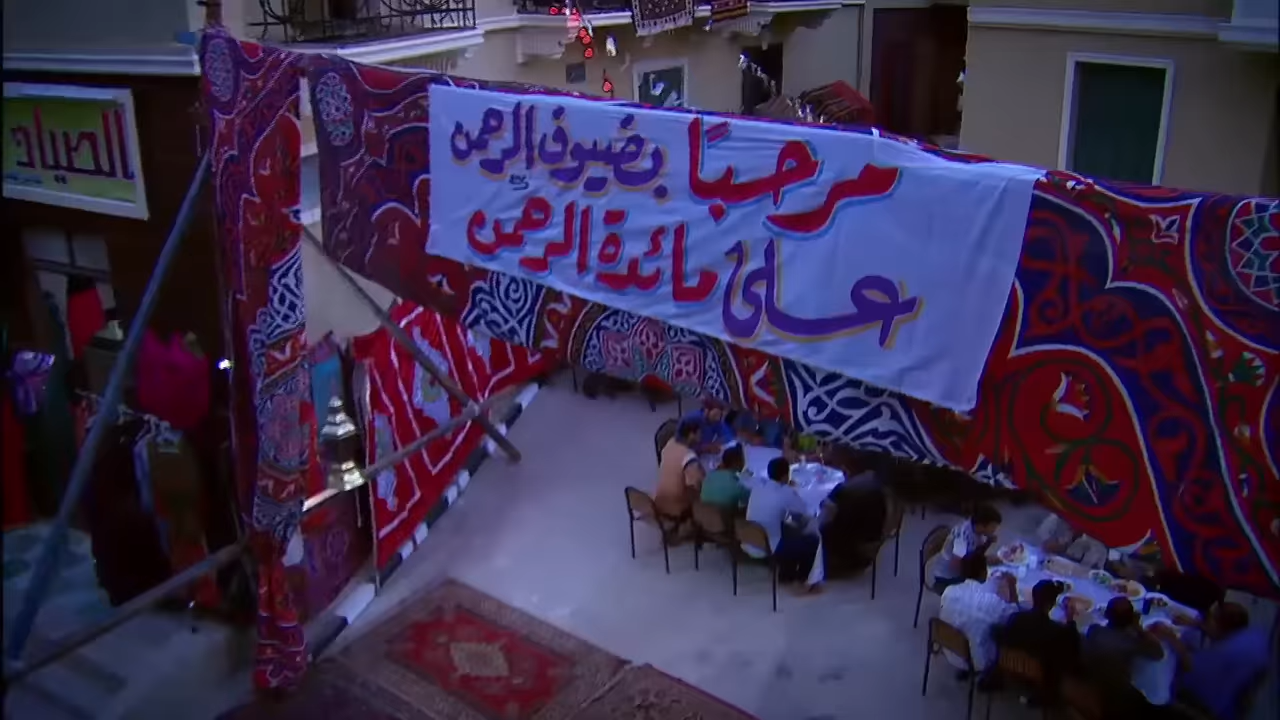 مرحبًا بضيوف الرحمن
على مائدة الرحمن
الصياد